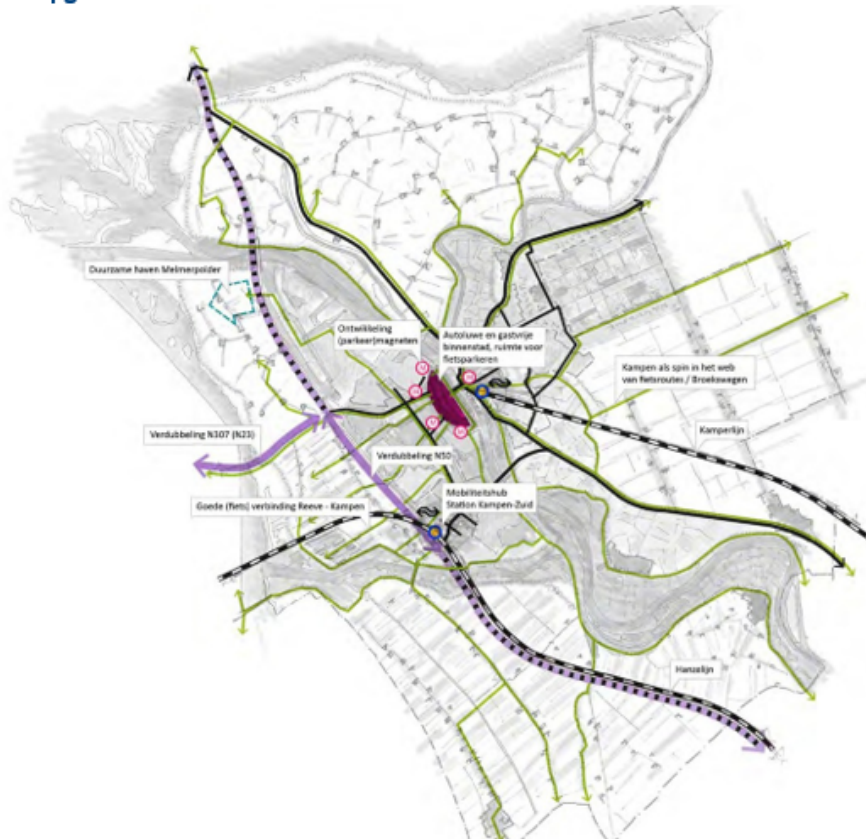 Duurzame haven Melmerpolder
Ontwikkeling
(parkeer)magneten
Autoluwe en gastvrije
binnenstad, ruimte voor
fietsparkeren
Kampen als spin in het web
van fietsroutes / Broekswegen
Kamperlijn
Verdubbeling N307 (N23)
Verdubbeling N50
Mobiliteitshub
Station Kampen-Zuid
Goede (fiets) verbinding Reeve - Kampen
Hanzelijn